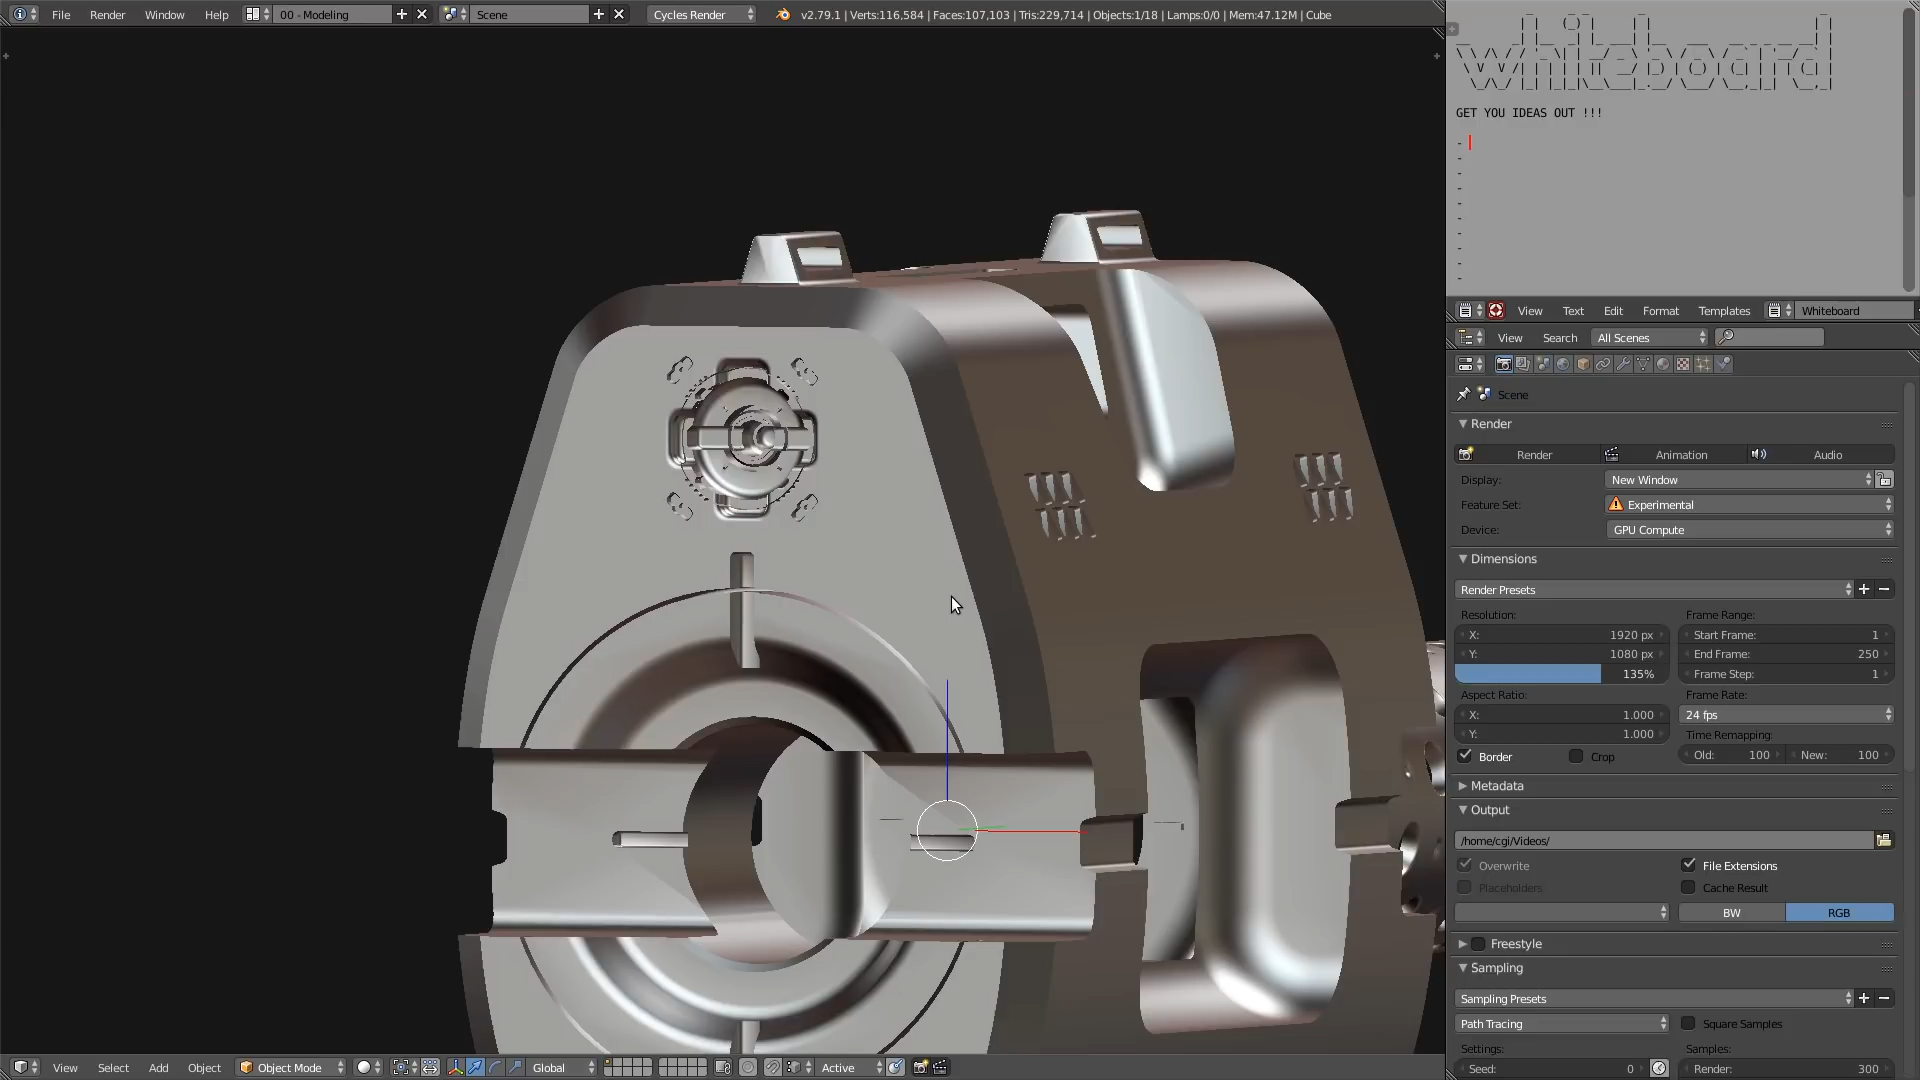 File Render Window Help 00 - Modeling Scene Cycles Render v2.79.1 | Verts:116,584 | Faces:107,103 | Tris:229,714 | Objects:1/18 | Lamps:0/0 | Mem:47.12M | Cube
whiteboard
GET YOU IDEAS OUT !!!
-
-
-
-
-
-
-
-
-
-
View Text Edit Format Templates Whiteboard
View Search All Scenes
Scene
Render
Render Animation Audio
Display: New Window
Feature Set: Experimental
Device: GPU Compute
Dimensions
Render Presets
Resolution: Frame Range:
X: 1920 px Start Frame: 1
Y: 1080 px End Frame: 250
135% Frame Step: 1
Aspect Ratio: Frame Rate:
X: 1.000 24 fps
Y: 1.000 Time Remapping:
Border Crop Old: 100 New: 100
Metadata
Output
/home/cgi/Videos/
Overwrite File Extensions
Placeholders Cache Result
BW RGB
Freestyle
Sampling
Sampling Presets
Path Tracing Square Samples
Settings: Samples:
Seed: 0 Render: 300
View Select Add Object Object Mode Global Active